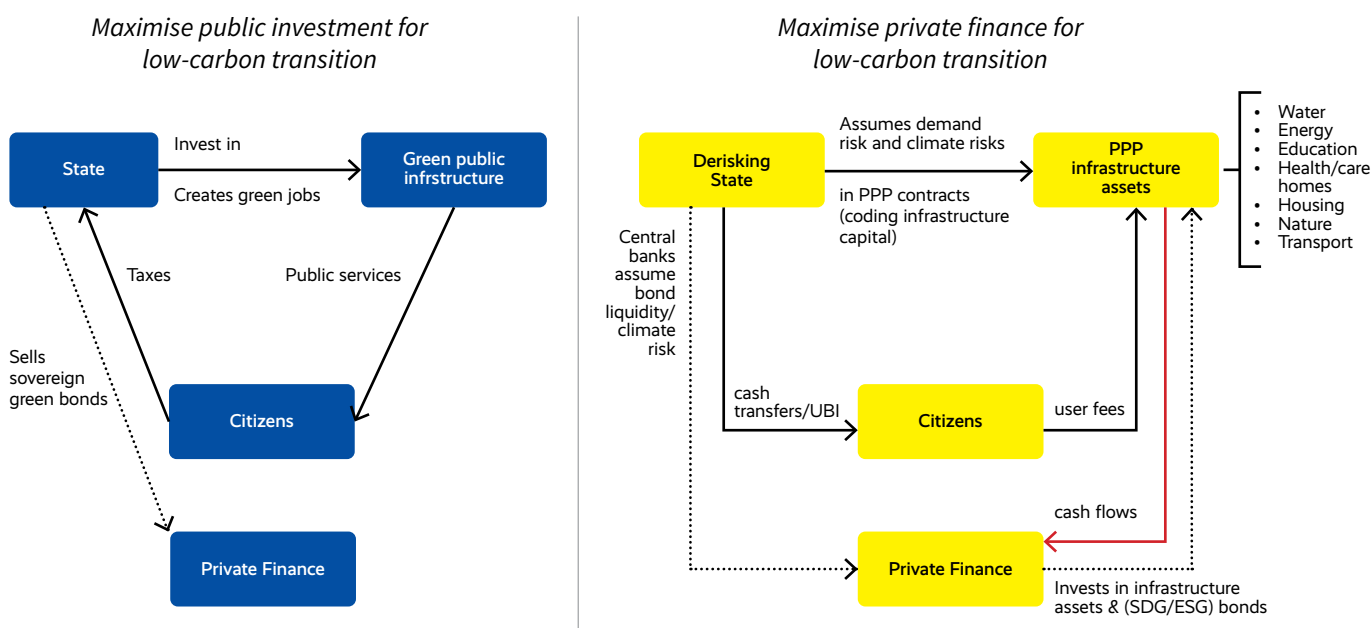 Maximise public investment for
low-carbon transition
State
Invest in
Creates green jobs
Green public
infrstructure
Taxes
Public services
Sells
sovereign
green bonds
Citizens
Private Finance
Maximise private finance for
low-carbon transition
Derisking
State
Assumes demand
risk and climate risks
in PPP contracts
(coding infrastructure
capital)
PPP
infrastructure
assets
• Water
• Energy
• Education
• Health/care
homes
• Housing
• Nature
• Transport
Central
banks
assume
bond
liquidity/
climate
risk
cash
transfers/UBI
Citizens
user fees
cash flows
Private Finance
Invests in infrastructure
assets & (SDG/ESG) bonds